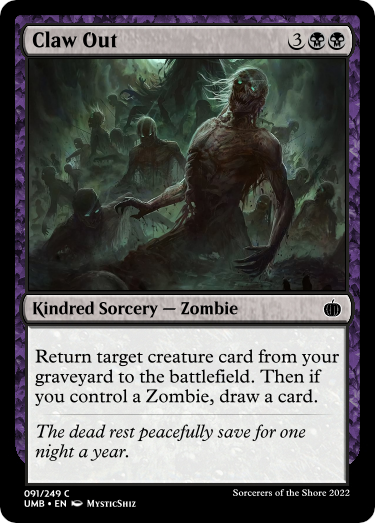 Claw Out 3
Kindred Sorcery — Zombie
Return target creature card from your
graveyard to the battlefield. Then if
you control a Zombie, draw a card.
The dead rest peacefully save for one
night a year.
091/249 C
UMB • EN MysticShiz
Sorcerers of the Shore 2022